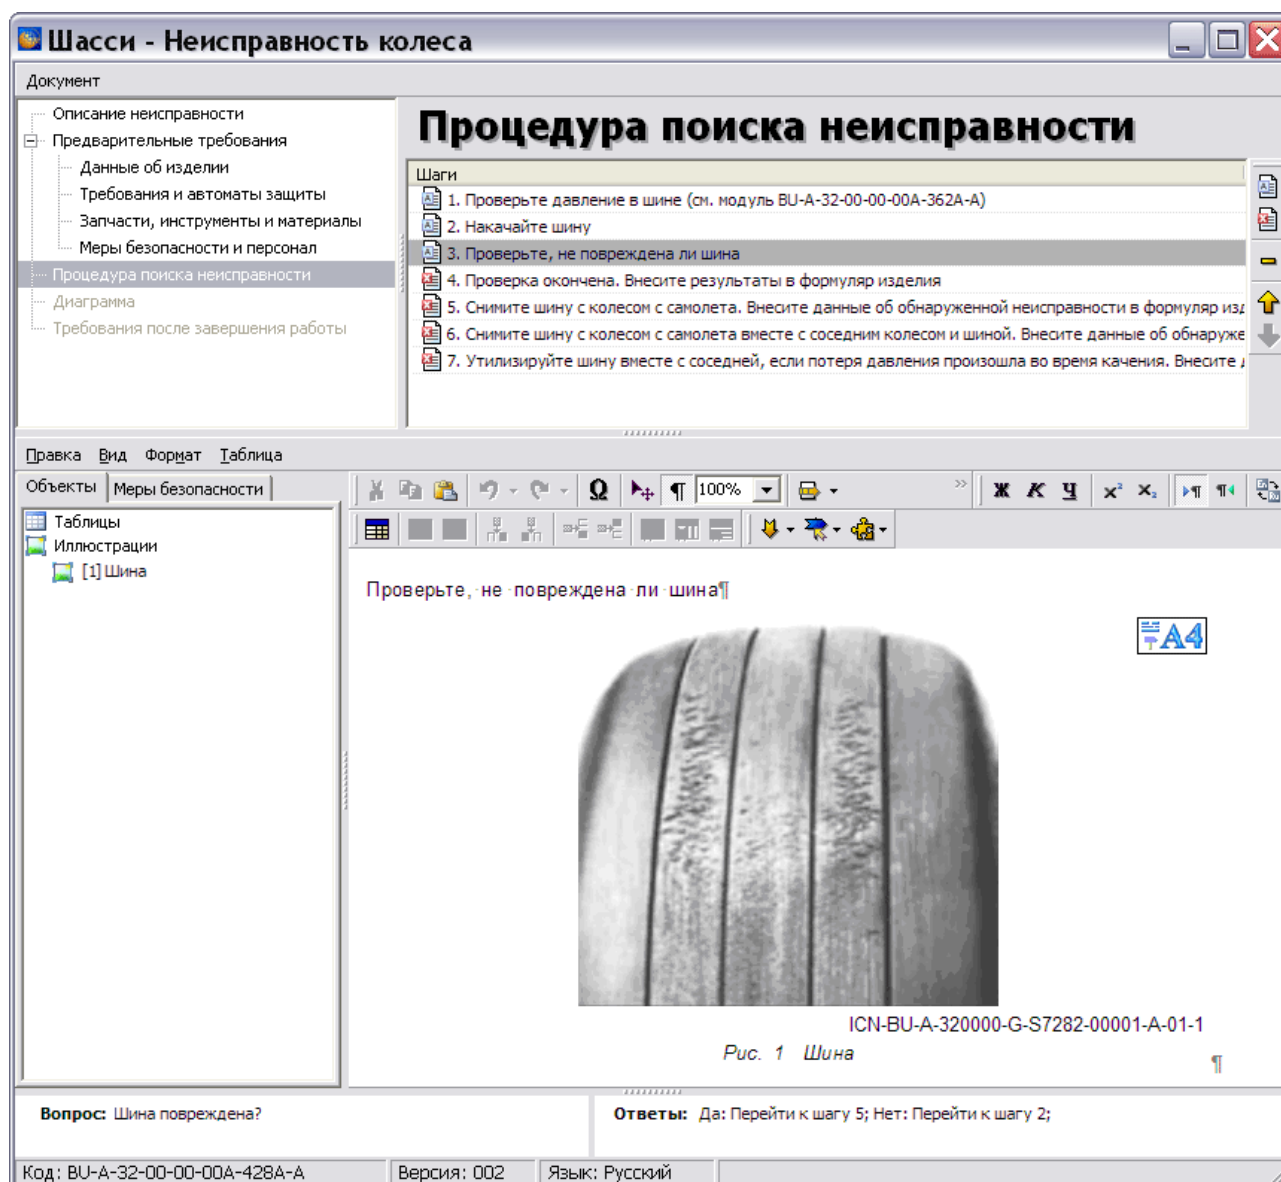 Шасси - Неисправность колеса
Документ
Описание неисправности
Предварительные требования
Данные об изделии
Требования и автоматы защиты
Запчасти, инструменты и материалы
Меры безопасности и персонал
Процедура поиска неисправности
Диаграмма
Требования после завершения работы
Процедура поиска неисправности
Шаги
1. Проверьте давление в шине (см. модуль BU-A-32-00-00-00A-362A-A)
2. Накачайте шину
3. Проверьте, не повреждена ли шина
4. Проверка окончена. Внесите результаты в формуляр изделия
5. Снимите шину с колесом с самолета. Внесите данные об обнаруженной неисправности в формуляр изд
6. Снимите шину с колесом с самолета вместе с соседним колесом и шиной. Внесите данные об обнаруже
7. Утилизируйте шину вместе с соседней, если потеря давления произошла во время качения. Внесите
Правка Вид Формат Таблица
Объекты Меры безопасности
Таблицы
Иллюстрации
[1] Шина
Ω ¶ 100% » Ж К Ч x² x₂ ¶ ¶
Проверьте, не повреждена ли шина¶
A4
ICN-BU-A-320000-G-S7282-00001-A-01-1
Рис. 1 Шина
¶
Вопрос: Шина повреждена?
Ответы: Да: Перейти к шагу 5; Нет: Перейти к шагу 2;
Код: BU-A-32-00-00-00A-428A-A Версия: 002 Язык: Русский